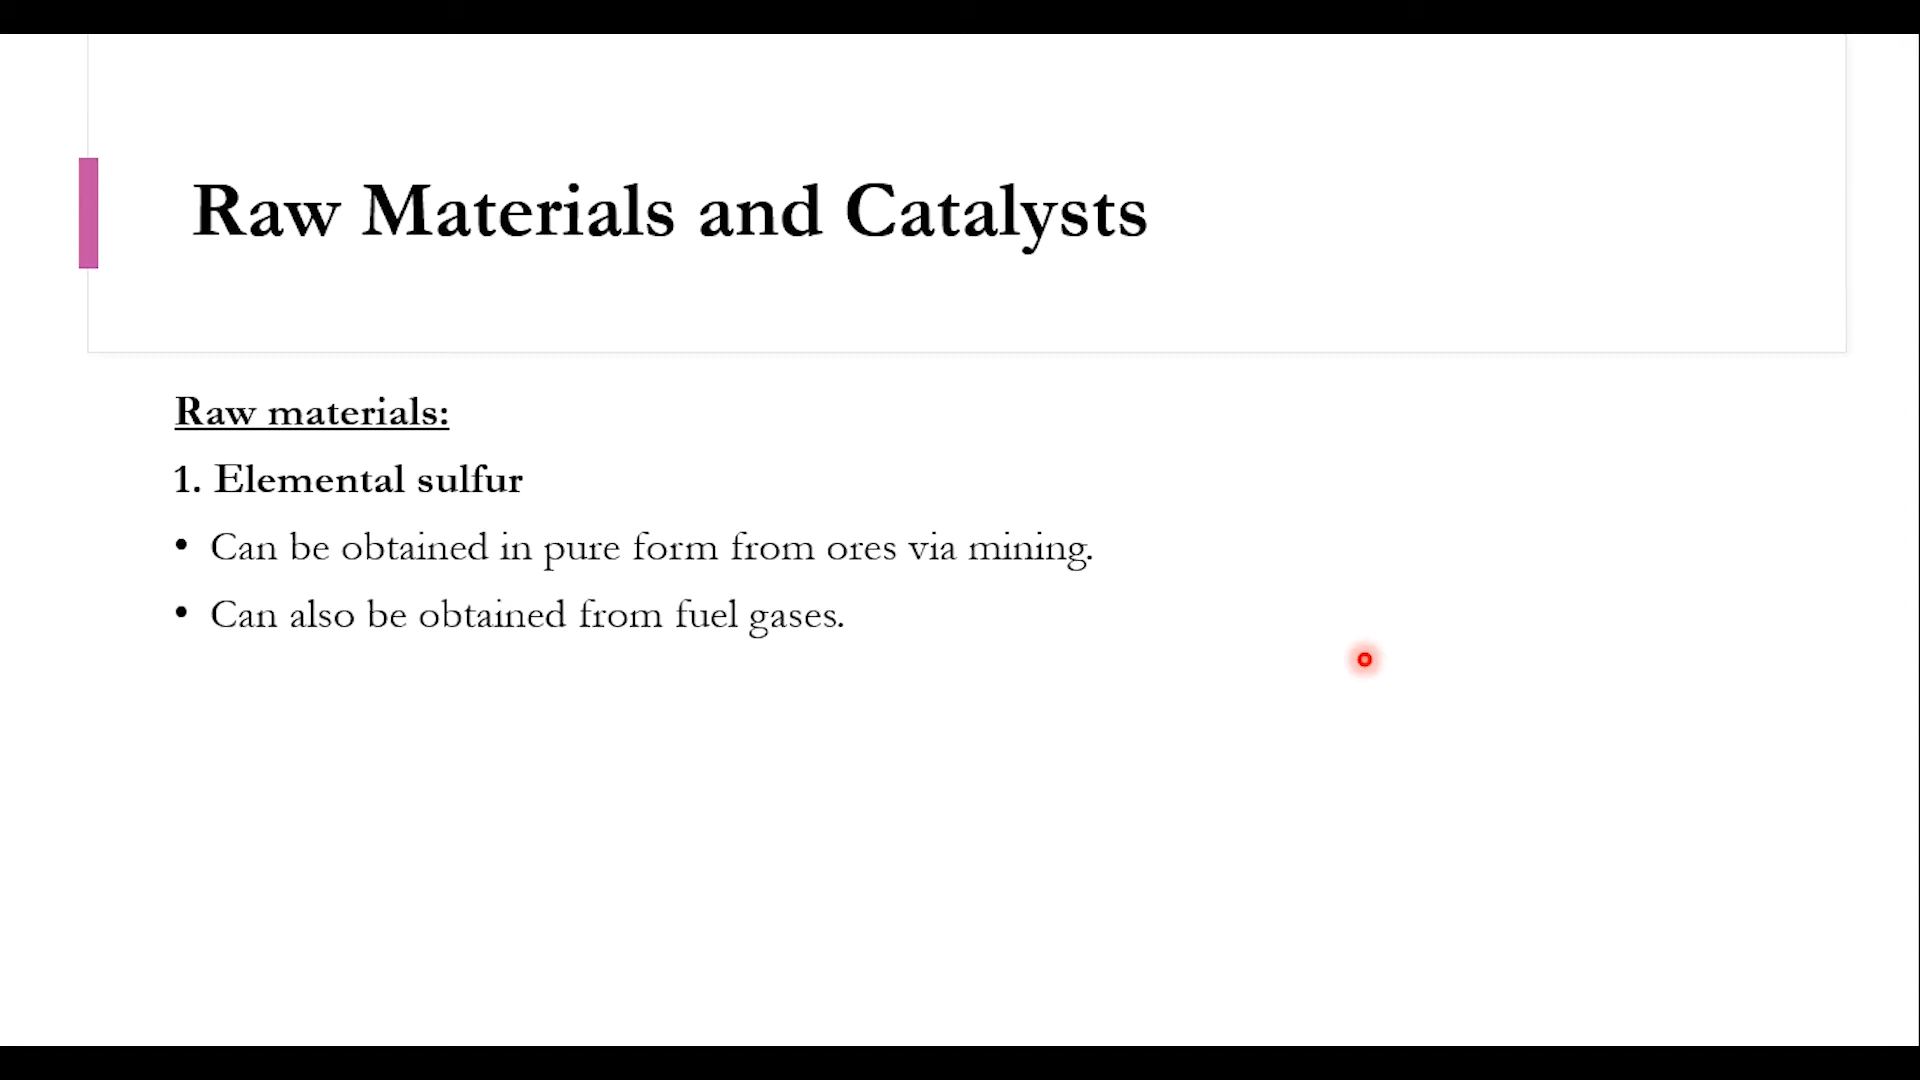 Raw Materials and Catalysts
Raw materials:
1. Elemental sulfur
• Can be obtained in pure form from ores via mining.
• Can also be obtained from fuel gases.